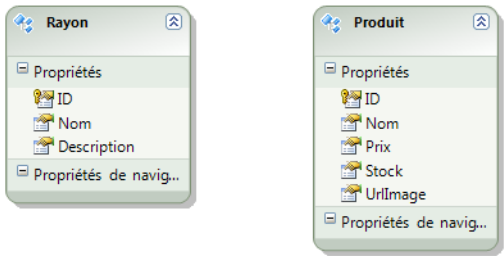 Rayon
Propriétés
ID
Nom
Description
Propriétés de navig...
Produit
Propriétés
ID
Nom
Prix
Stock
UrlImage
Propriétés de navig...